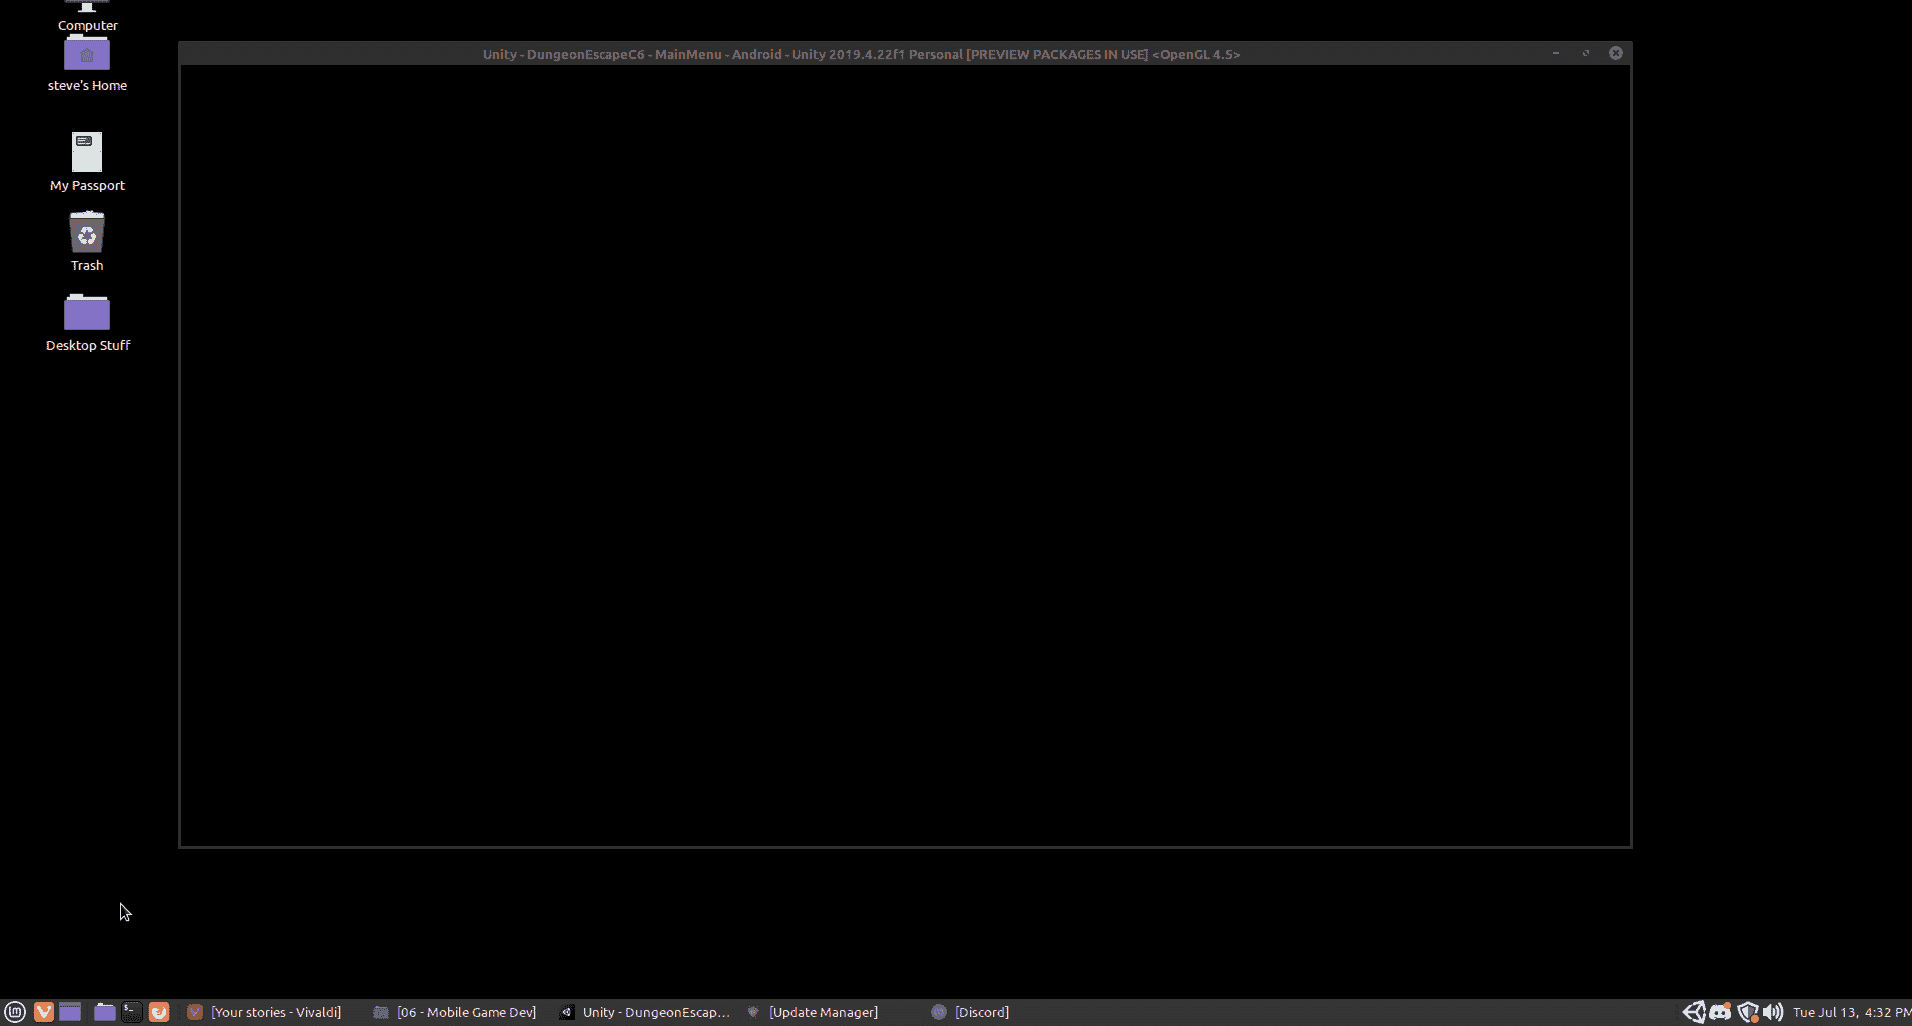 Computer
steve's Home
My Passport
Trash
Desktop Stuff
Unity - DungeonEscapeC6 - MainMenu - Android - Unity 2019.4.22f1 Personal [PREVIEW PACKAGES IN USE] <OpenGL 4.5>
[Your stories - Vivaldi] [06 - Mobile Game Dev] Unity - DungeonEscap... [Update Manager] [Discord] Tue Jul 13, 4:32 PM